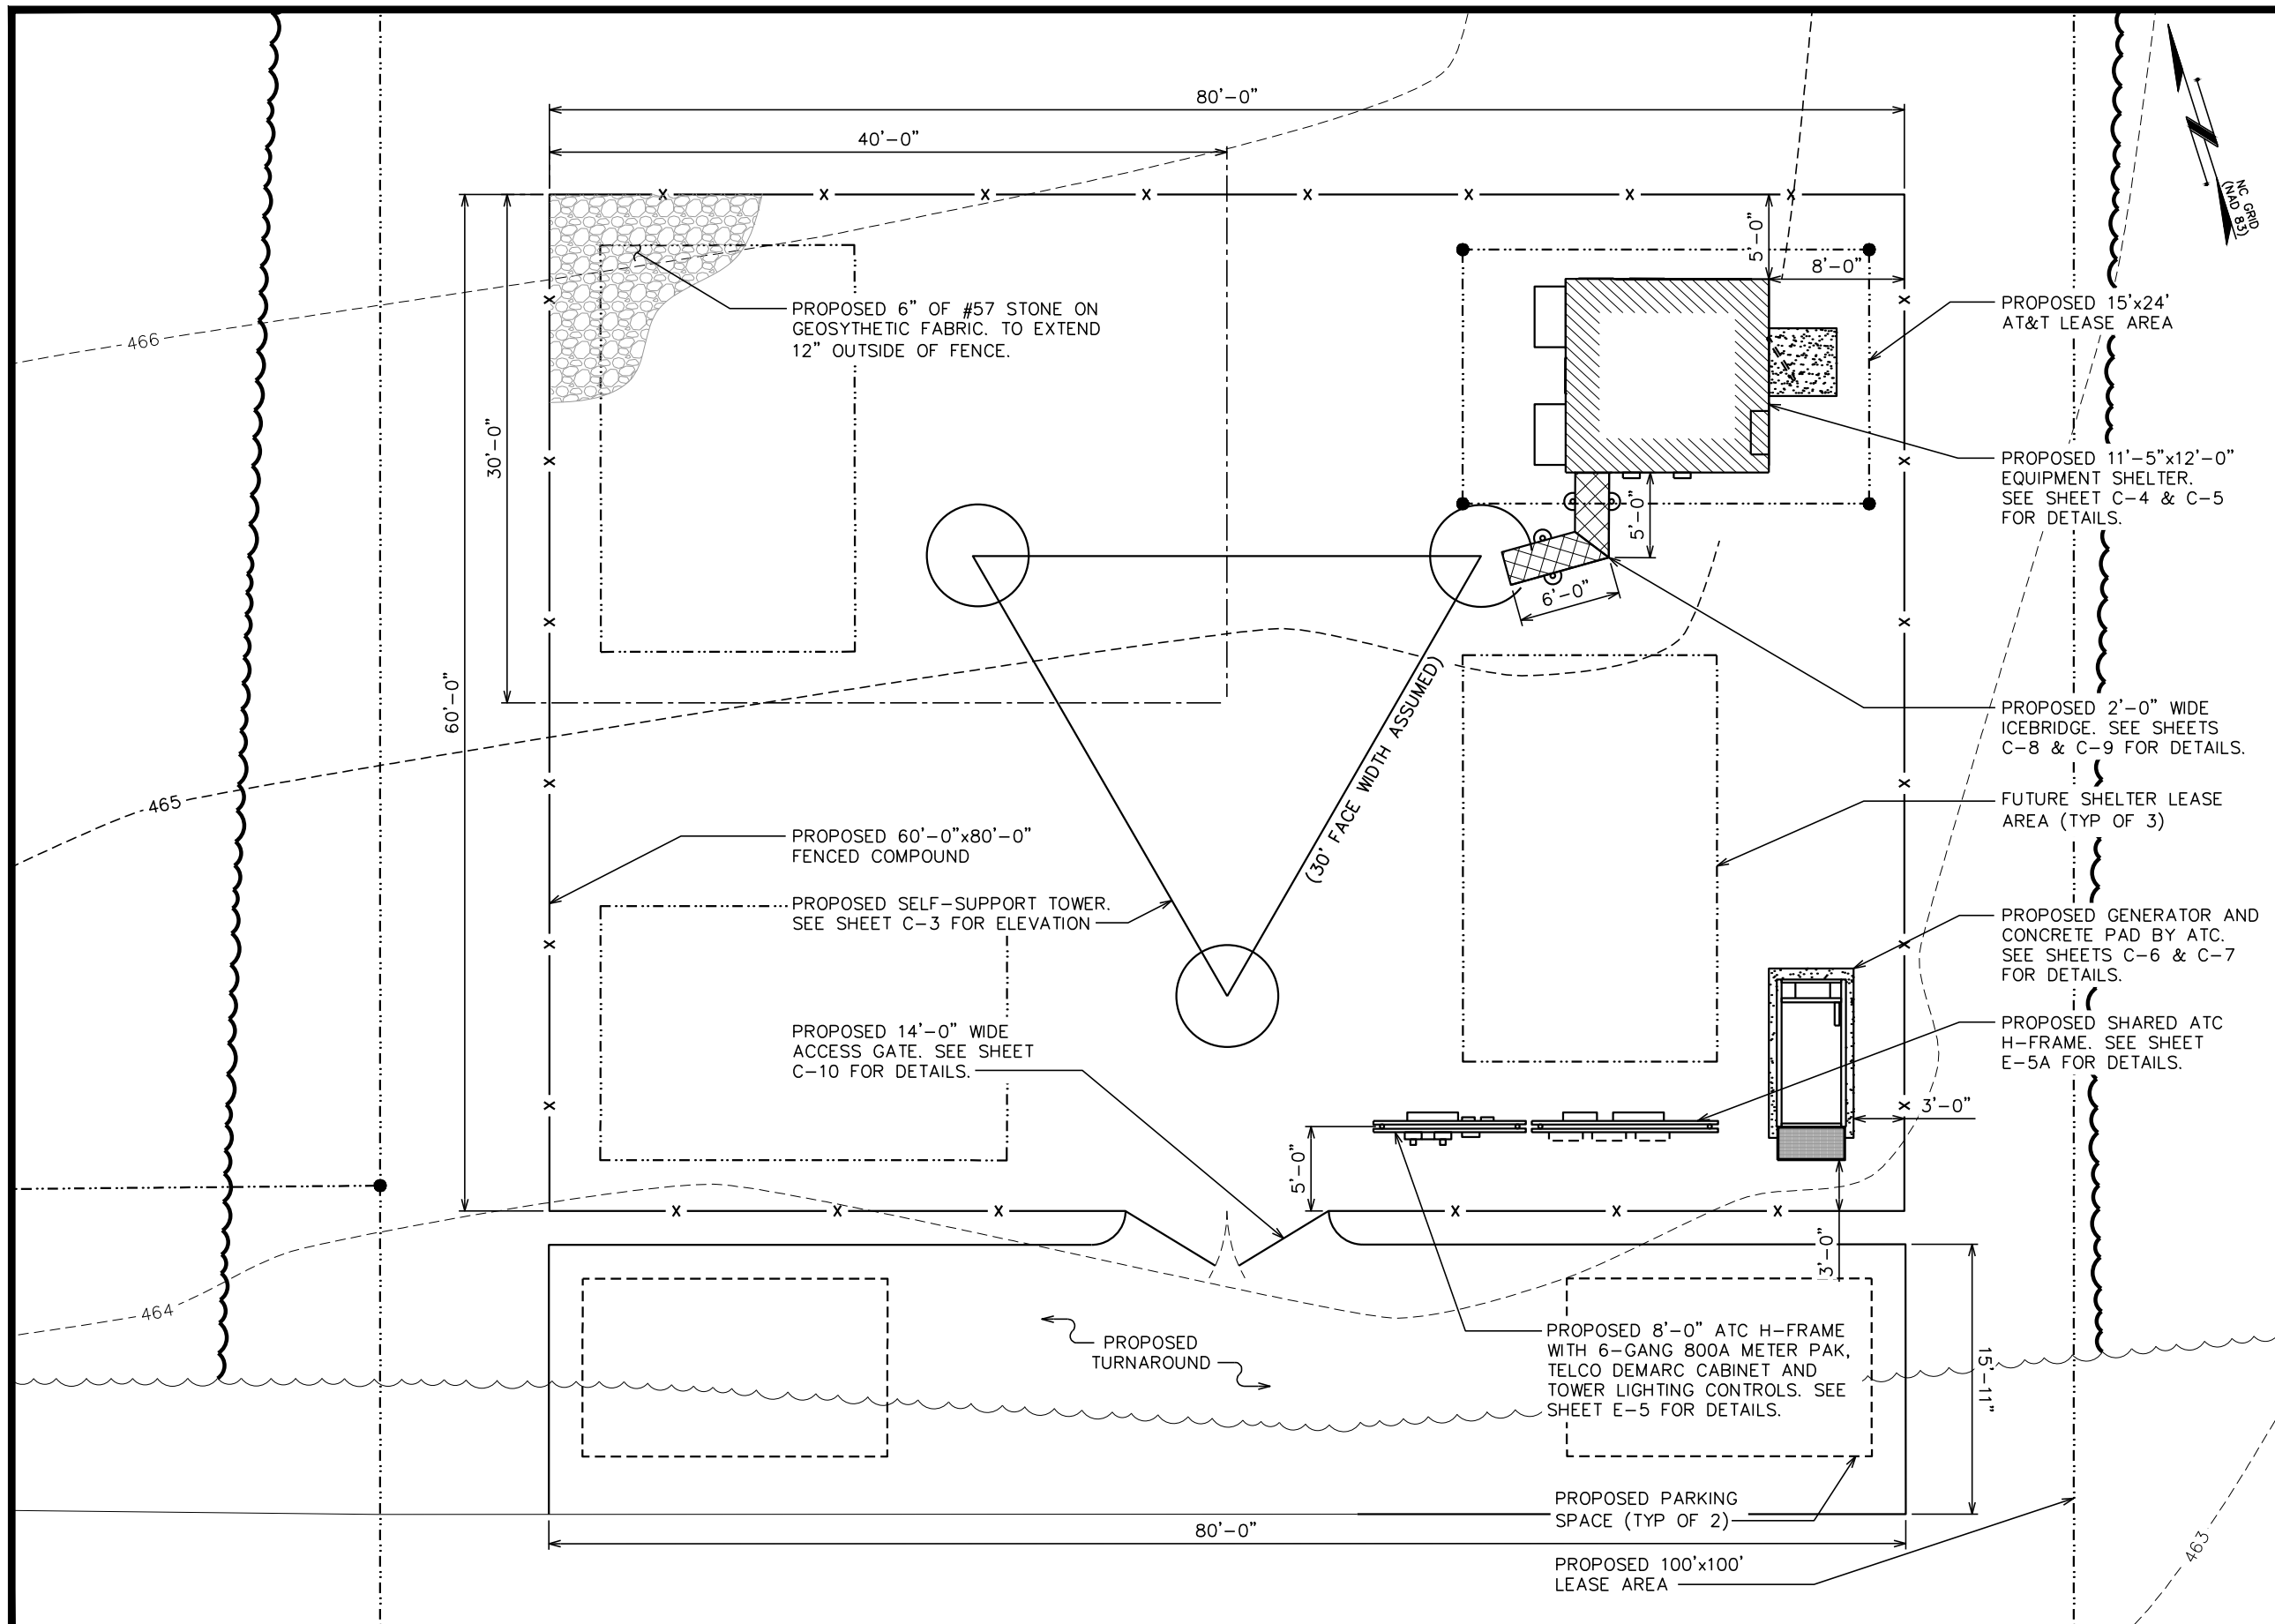 80'-0"
40'-0"
NC GRID
(NAD 83)
5'-0"
8'-0"
PROPOSED 15'x24'
AT&T LEASE AREA
PROPOSED 6" OF #57 STONE ON
GEOSYTHETIC FABRIC. TO EXTEND
12" OUTSIDE OF FENCE.
466
30'-0"
PROPOSED 11'-5"x12'-0"
EQUIPMENT SHELTER.
SEE SHEET C-4 & C-5
FOR DETAILS.
5'-0"
6'-0"
60'-0"
(30' FACE WIDTH ASSUMED)
PROPOSED 2'-0" WIDE
ICEBRIDGE. SEE SHEETS
C-8 & C-9 FOR DETAILS.
465
FUTURE SHELTER LEASE
AREA (TYP OF 3)
PROPOSED 60'-0"x80'-0"
FENCED COMPOUND
PROPOSED SELF-SUPPORT TOWER.
SEE SHEET C-3 FOR ELEVATION
PROPOSED GENERATOR AND
CONCRETE PAD BY ATC.
SEE SHEETS C-6 & C-7
FOR DETAILS.
PROPOSED 14'-0" WIDE
ACCESS GATE. SEE SHEET
C-10 FOR DETAILS.
PROPOSED SHARED ATC
H-FRAME. SEE SHEET
E-5A FOR DETAILS.
3'-0"
5'-0"
3'-0"
464
PROPOSED
TURNAROUND
PROPOSED 8'-0" ATC H-FRAME
WITH 6-GANG 800A METER PAK,
TELCO DEMARC CABINET AND
TOWER LIGHTING CONTROLS. SEE
SHEET E-5 FOR DETAILS.
15'-11"
PROPOSED PARKING
SPACE (TYP OF 2)
80'-0"
PROPOSED 100'x100'
LEASE AREA
463